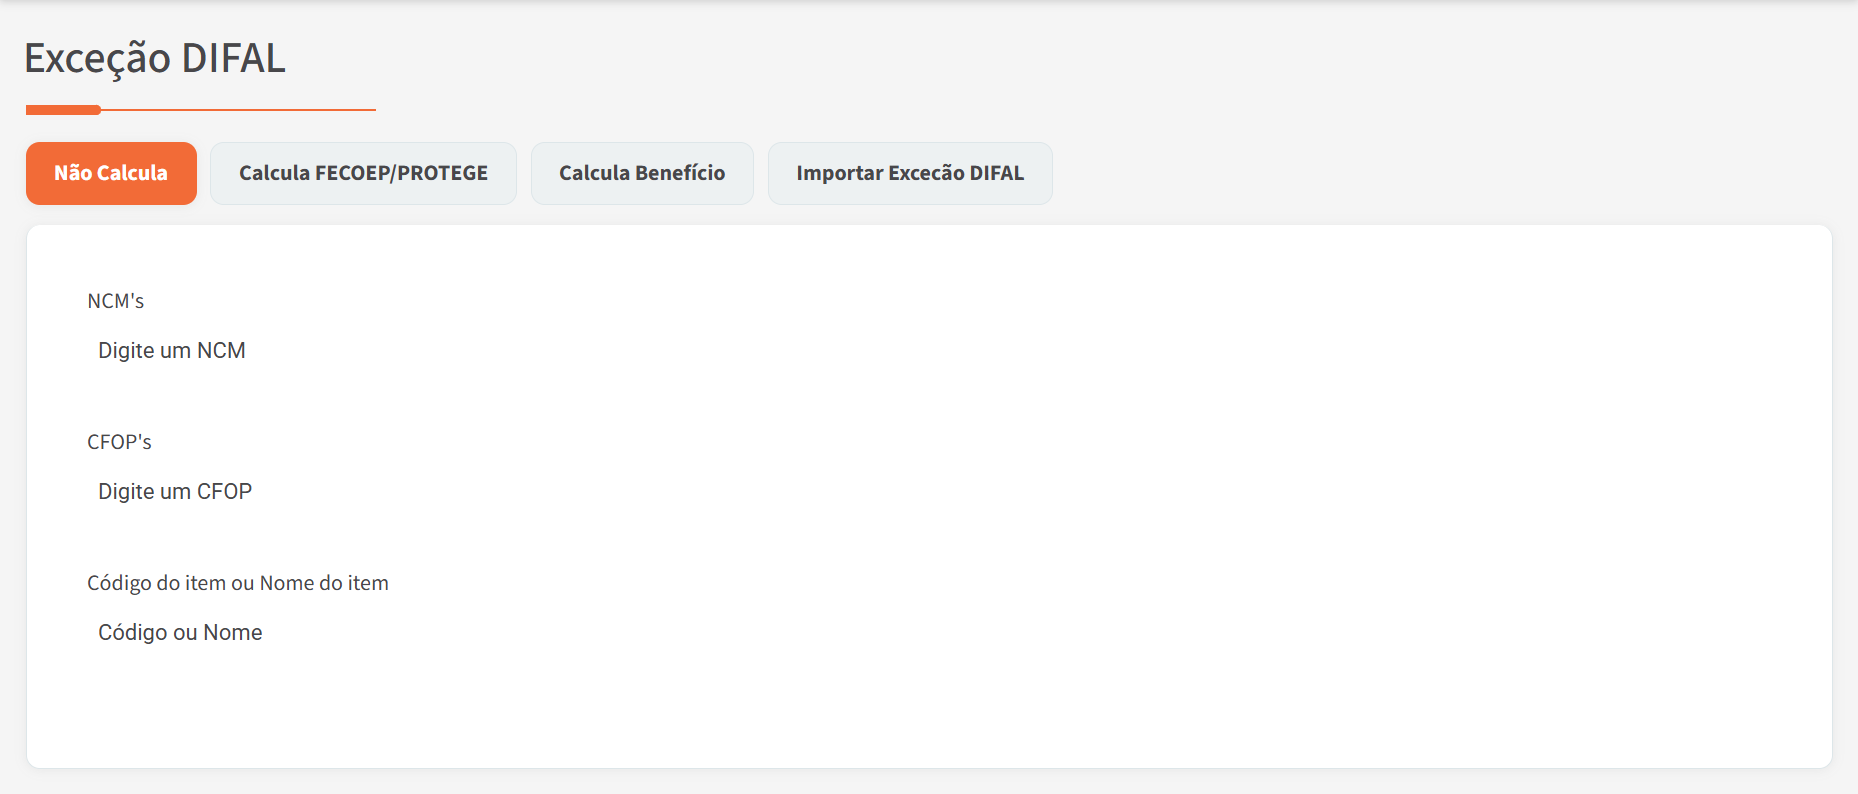 Exceção DIFAL
Não Calcula
Calcula FECOEP/PROTEGE
Calcula Benefício
Importar Excecão DIFAL
NCM's
Digite um NCM
CFOP's
Digite um CFOP
Código do item ou Nome do item
Código ou Nome